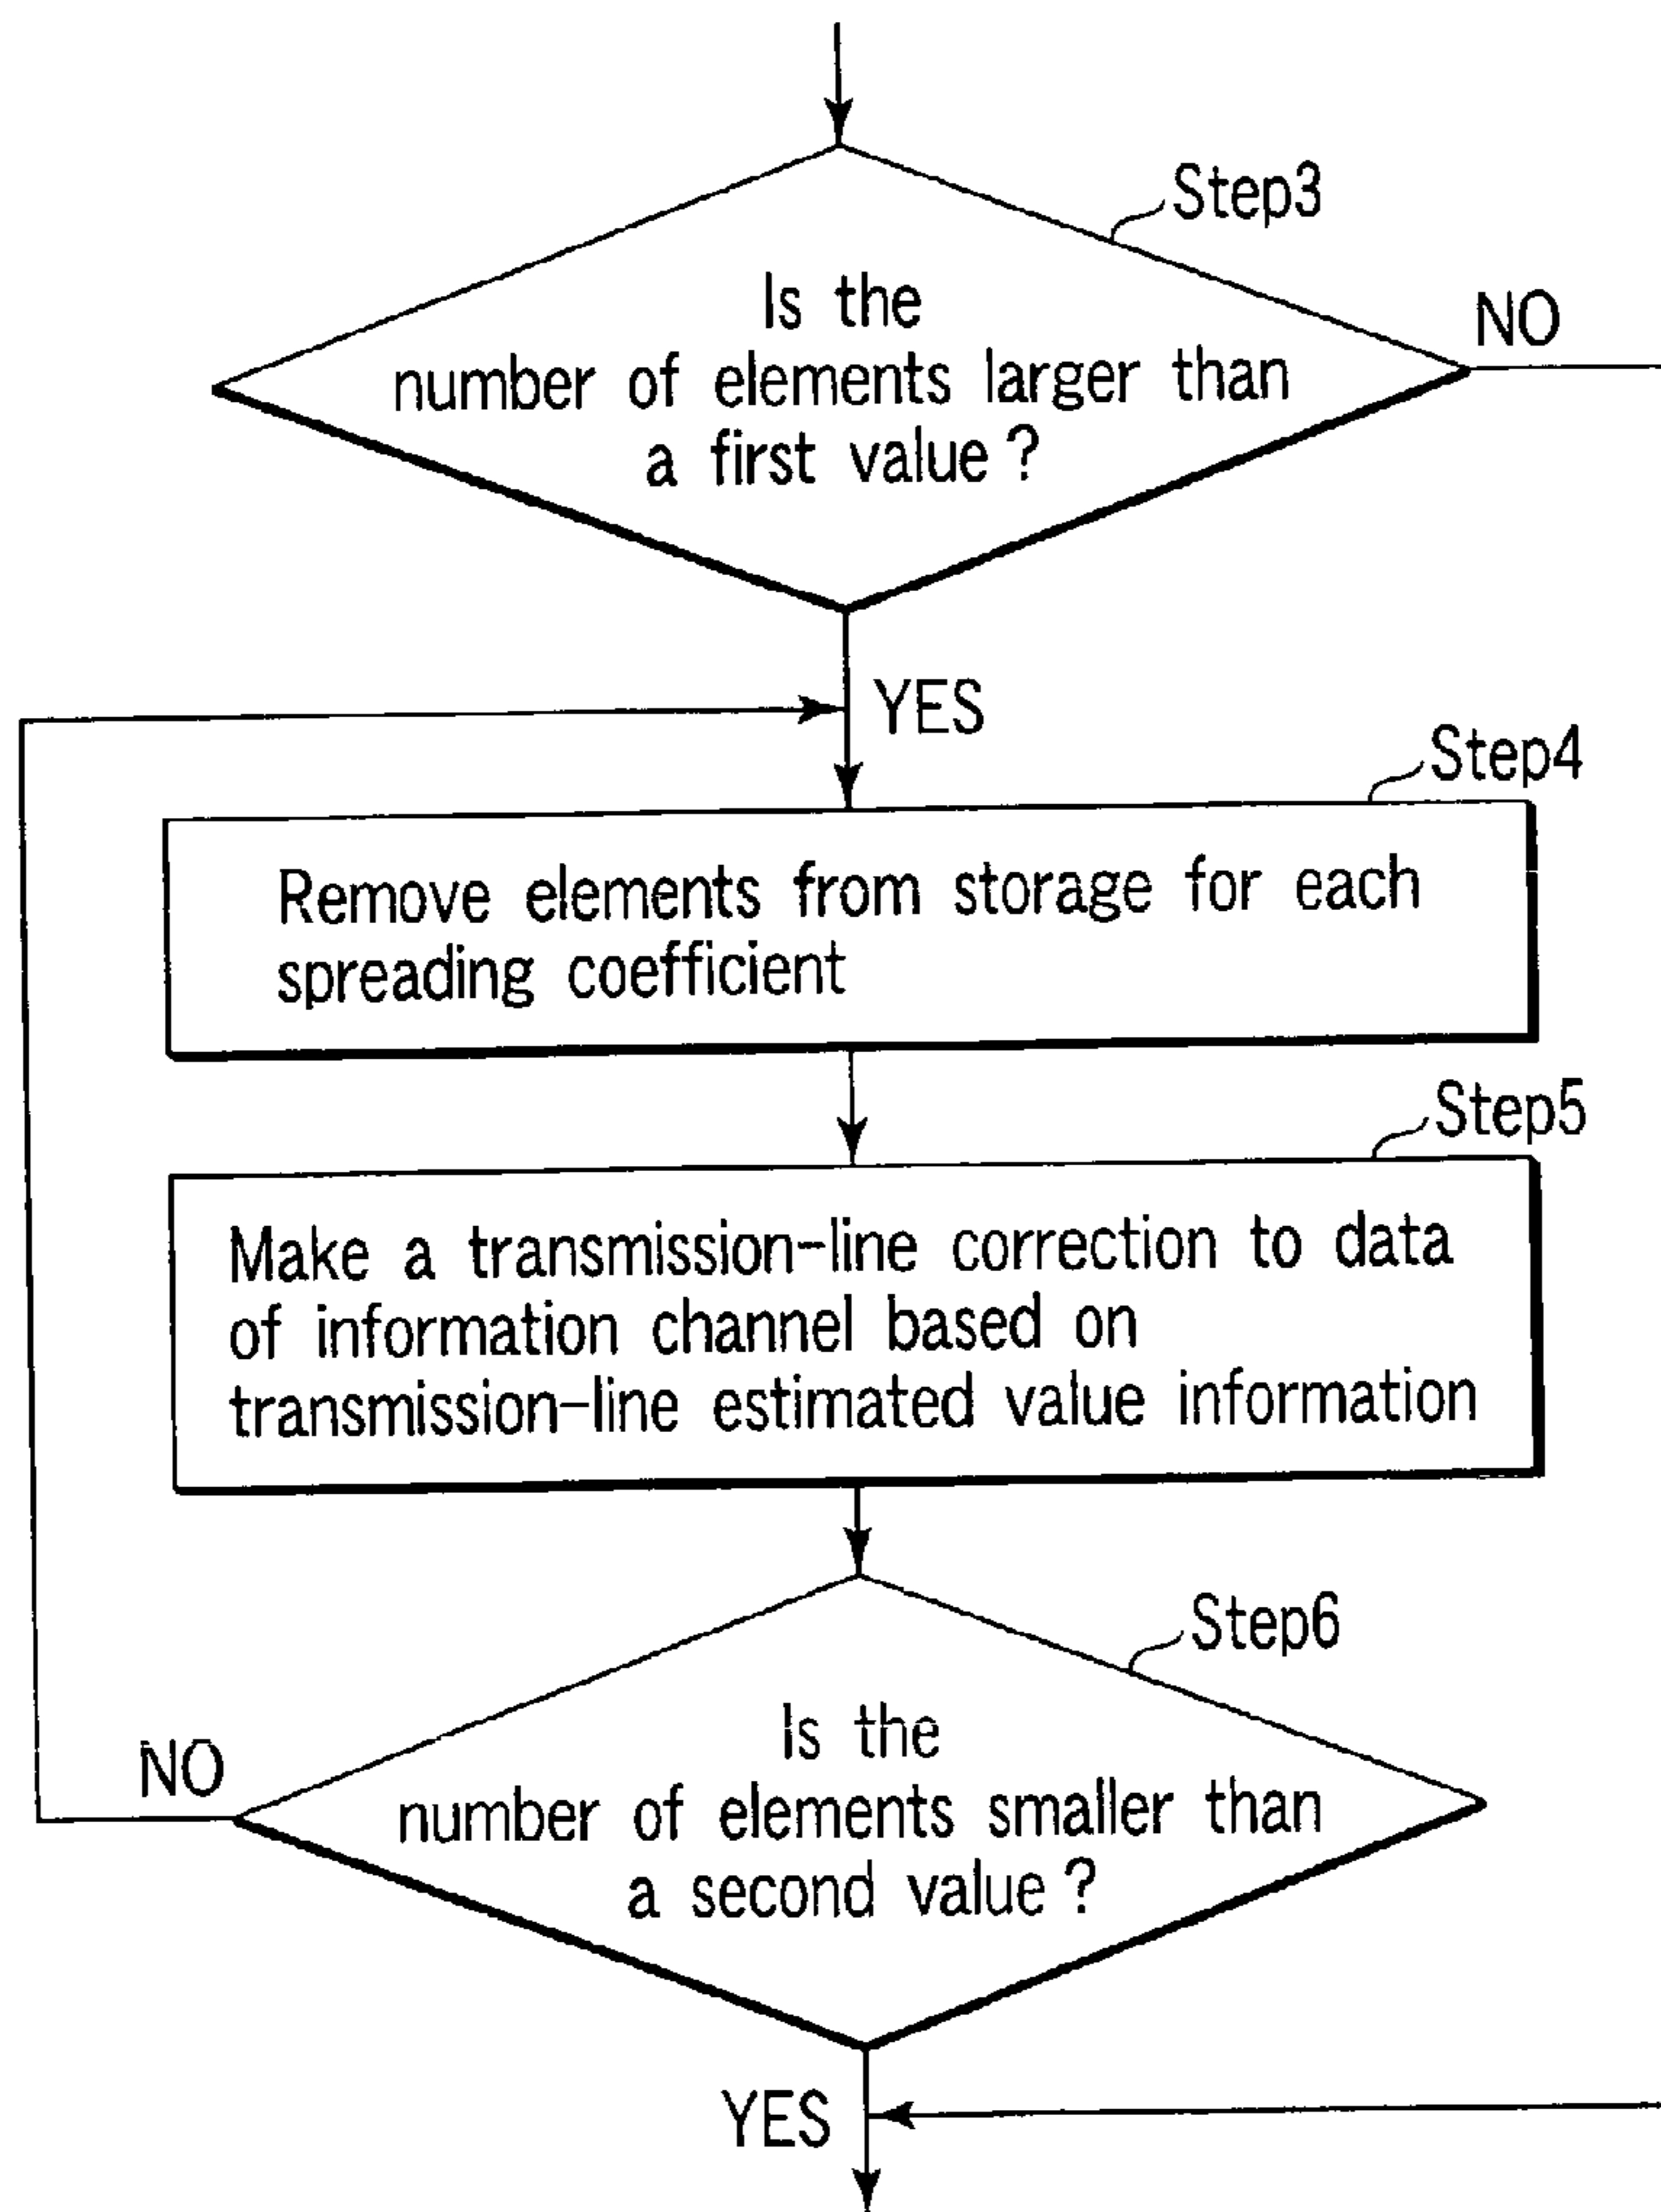 Step3
Is the
number of elements larger than
a first value ?
NO
YES
Step4
Remove elements from storage for each
spreading coefficient
Step5
Make a transmission-line correction to data
of information channel based on
transmission-line estimated value information
Step6
Is the
number of elements smaller than
a second value ?
NO
YES